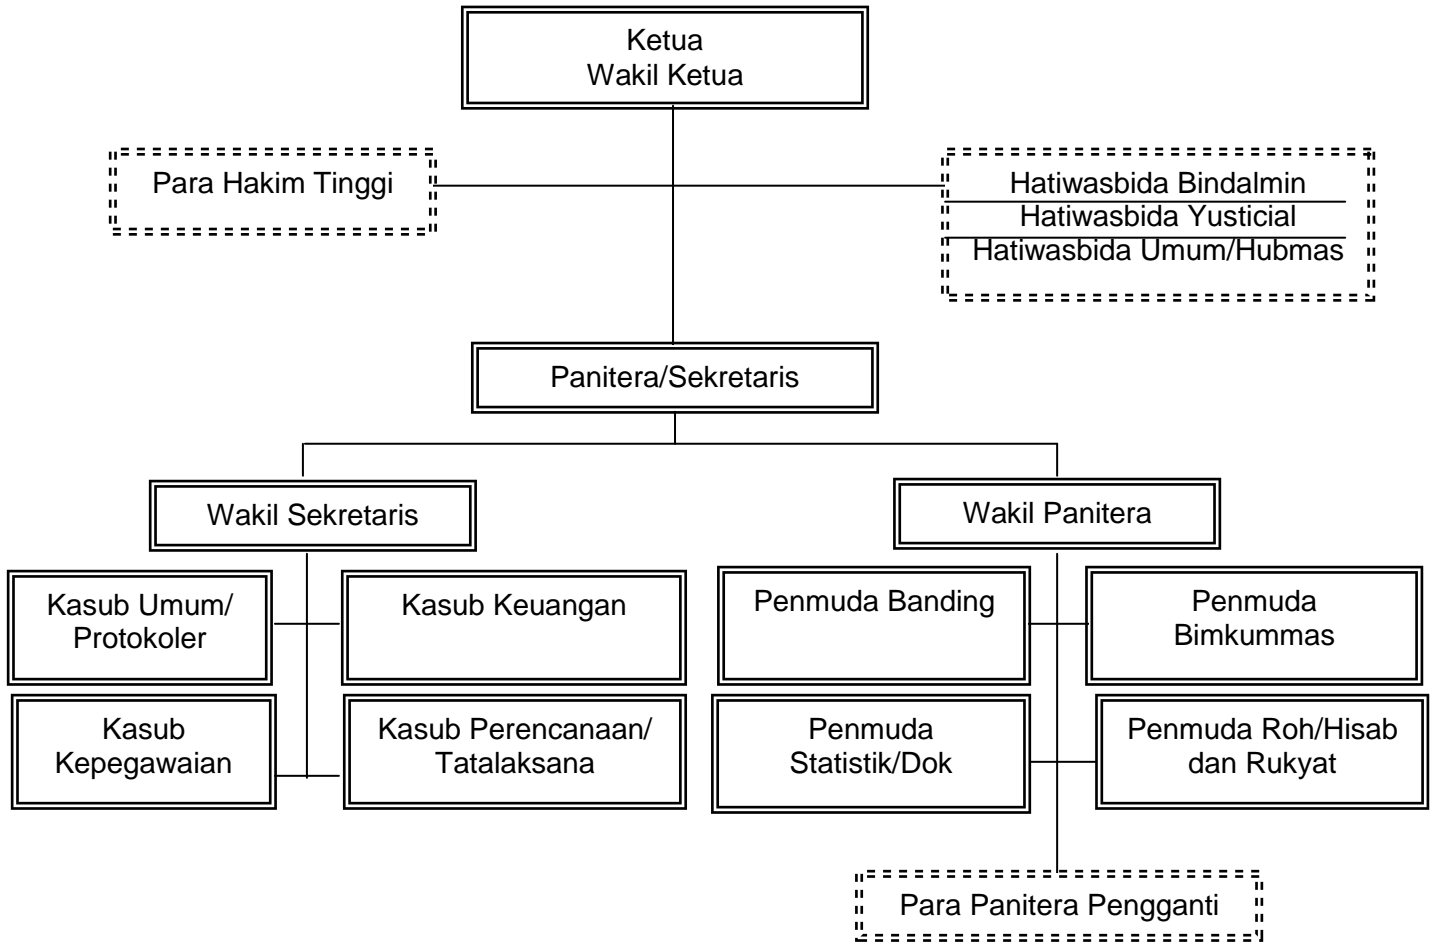 Ketua
Wakil Ketua
Para Hakim Tinggi
Hatiwasbida Bindalmin
Hatiwasbida Yusticial
Hatiwasbida Umum/Hubmas
Panitera/Sekretaris
Wakil Sekretaris
Wakil Panitera
Kasub Umum/
Protokoler
Kasub Keuangan
Penmuda Banding
Penmuda
Bimkummas
Kasub
Kepegawaian
Kasub Perencanaan/
Tatalaksana
Penmuda
Statistik/Dok
Penmuda Roh/Hisab
dan Rukyat
Para Panitera Pengganti